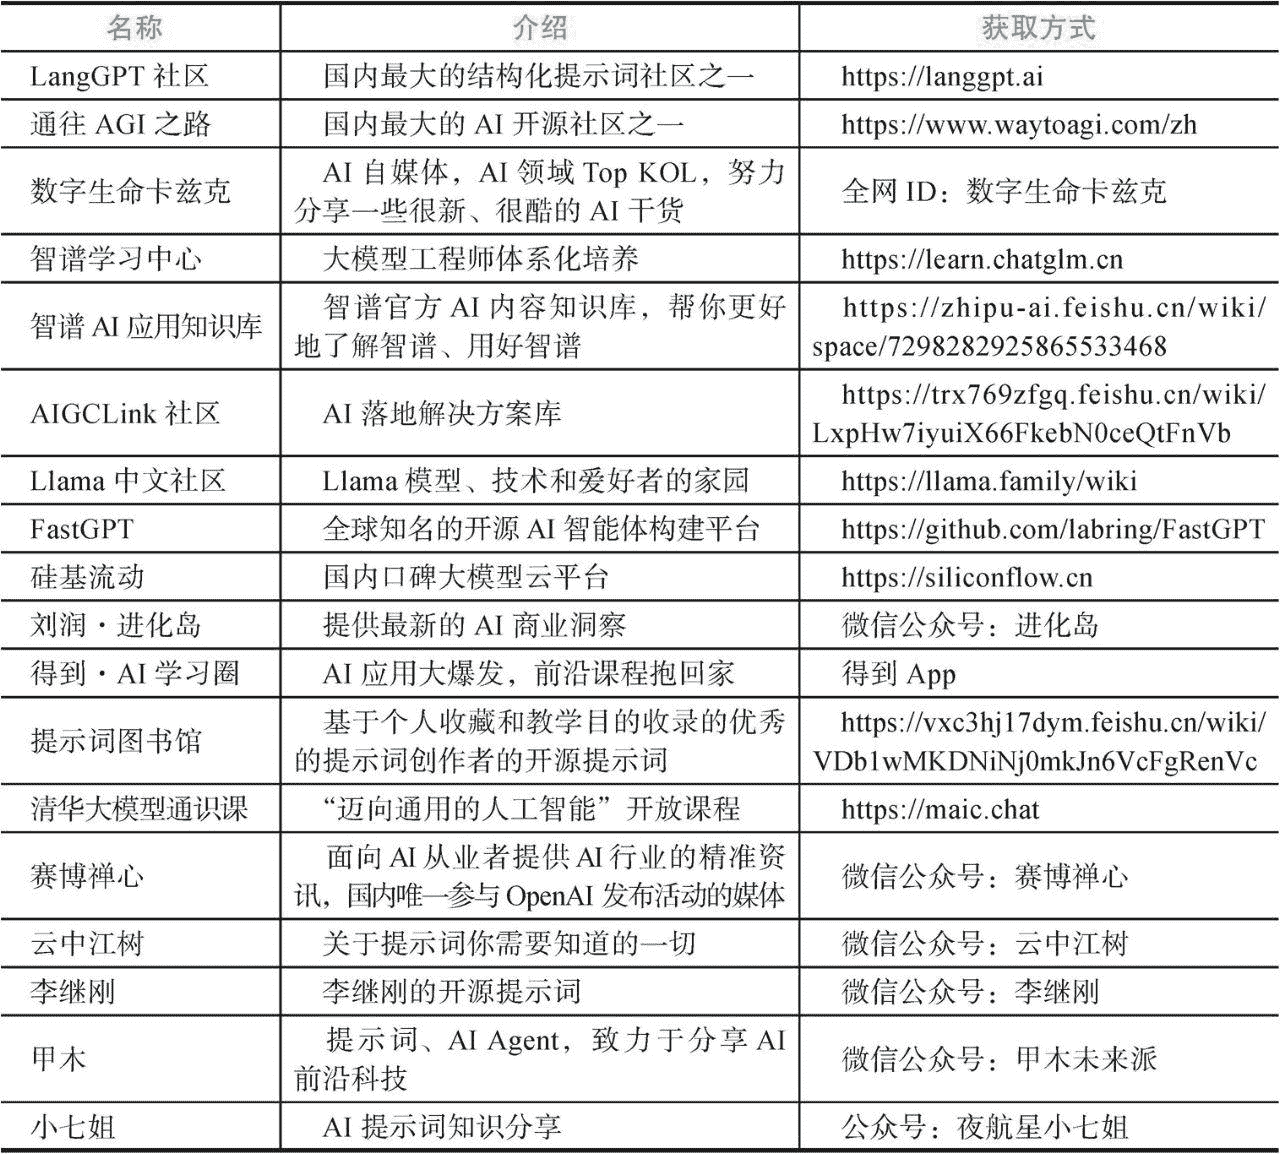 名称 介绍 获取方式
LangGPT 社区 国内最大的结构化提示词社区之一 https://langgpt.ai
通往 AGI 之路 国内最大的 AI 开源社区之一 https://www.waytoagi.com/zh
数字生命卡兹克 AI 自媒体，AI 领域 Top KOL，努力
分享一些很新、很酷的 AI 干货 全网 ID：数字生命卡兹克
智谱学习中心 大模型工程师体系化培养 https://learn.chatglm.cn
智谱 AI 应用知识库 智谱官方 AI 内容知识库，帮你更好
地了解智谱、用好智谱 https://zhipu-ai.feishu.cn/wiki/
space/7298282925865533468
AIGCLink 社区 AI 落地解决方案库 https://trx769zfgq.feishu.cn/wiki/
LxpHw7iyuiX66FkebN0ceQtFnVb
Llama 中文社区 Llama 模型、技术和爱好者的家园 https://llama.family/wiki
FastGPT 全球知名的开源 AI 智能体构建平台 https://github.com/labring/FastGPT
硅基流动 国内口碑大模型云平台 https://siliconflow.cn
刘润·进化岛 提供最新的 AI 商业洞察 微信公众号：进化岛
得到·AI 学习圈 AI 应用大爆发，前沿课程抱回家 得到 App
提示词图书馆 基于个人收藏和教学目的收录的优秀
的提示词创作者的开源提示词 https://vxc3hj17dym.feishu.cn/wiki/
VDb1wMKDNiNj0mkJn6VcFgRenVc
清华大模型通识课 “迈向通用的人工智能”开放课程 https://maic.chat
赛博禅心 面向 AI 从业者提供 AI 行业的精准资
讯，国内唯一参与 OpenAI 发布活动的媒体 微信公众号：赛博禅心
云中江树 关于提示词你需要知道的一切 微信公众号：云中江树
李继刚 李继刚的开源提示词 微信公众号：李继刚
甲木 提示词、AI Agent，致力于分享 AI
前沿科技 微信公众号：甲木未来派
小七姐 AI 提示词知识分享 公众号：夜航星小七姐